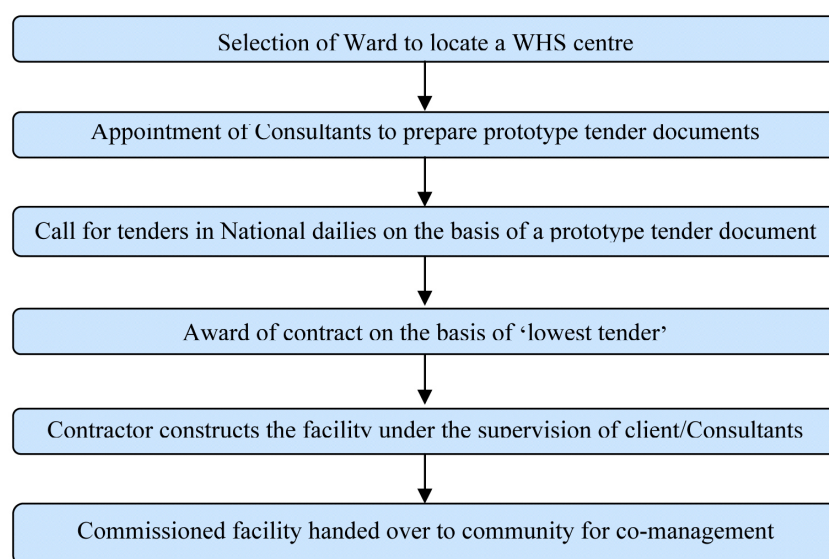 Selection of Ward to locate a WHS centre
Appointment of Consultants to prepare prototype tender documents
Call for tenders in National dailies on the basis of a prototype tender document
Award of contract on the basis of ‘lowest tender’
Contractor constructs the facility under the supervision of client/Consultants
Commissioned facility handed over to community for co-management